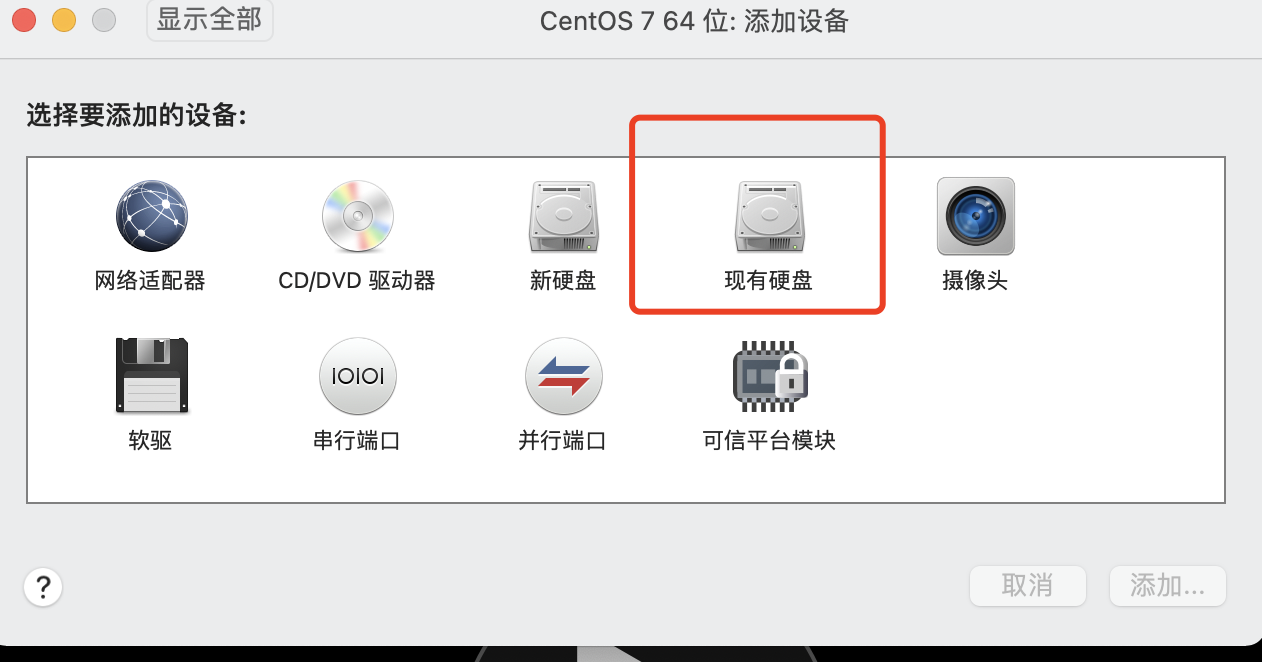 显示全部
CentOS 7 64 位: 添加设备
选择要添加的设备:
网络适配器
CD/DVD 驱动器
新硬盘
现有硬盘
摄像头
IOIOI
软驱
串行端口
并行端口
可信平台模块
?
取消
添加...